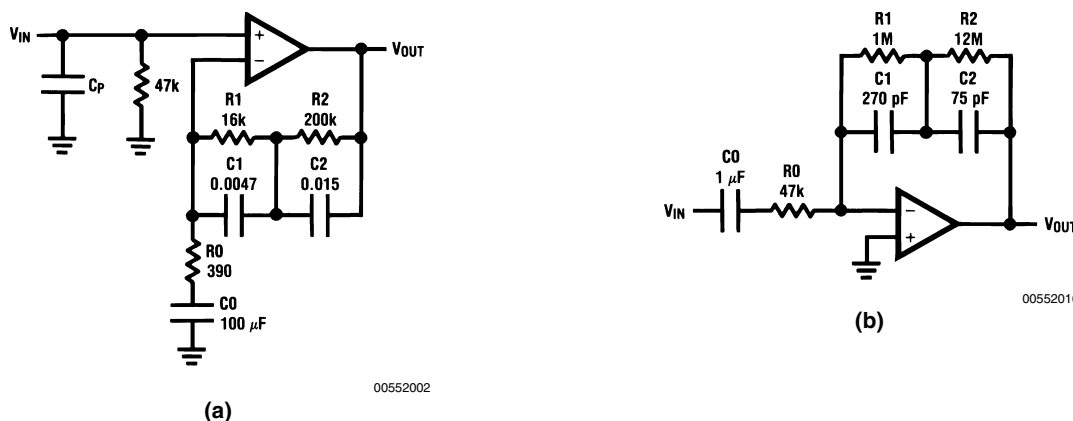 VIN
CP
47k
+
−
VOUT
R1
16k
R2
200k
C1
0.0047
C2
0.015
R0
390
C0
100 μF
00552002
(a)
R1
1M
R2
12M
C1
270 pF
C2
75 pF
C0
1 μF
R0
47k
VIN
−
+
VOUT
(b)